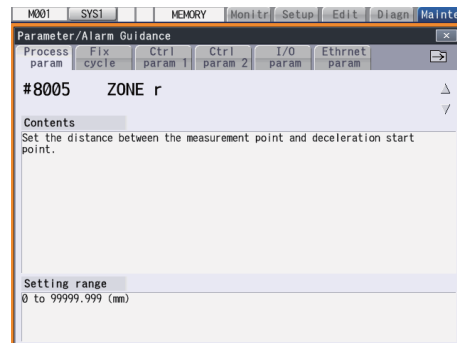 M001 SYS1 MEMORY Monitr Setup Edit Diagn Mainte
Parameter/Alarm Guidance
Process param Fix cycle Ctrl param 1 Ctrl param 2 I/O param Ethrnet param
#8005 ZONE r
Contents
Set the distance between the measurement point and deceleration start
point.
Setting range
0 to 99999.999 (mm)